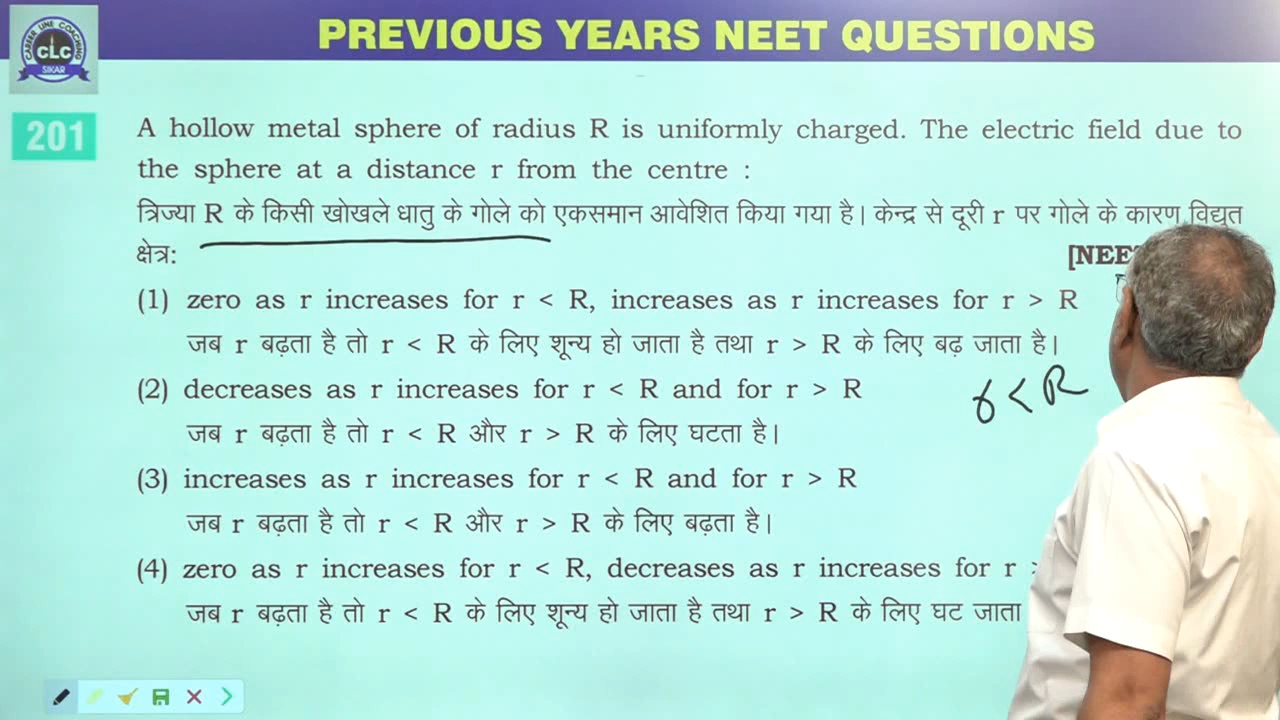 PREVIOUS YEARS NEET QUESTIONS
CAREER LINE COACHING
CLC
SIKAR
201
A hollow metal sphere of radius R is uniformly charged. The electric field due to
the sphere at a distance r from the centre :
त्रिज्या R के किसी खोखले धातु के गोले को एकसमान आवेशित किया गया है। केन्द्र से दूरी r पर गोले के कारण विद्युत
क्षेत्र:
[NEE
(1) zero as r increases for r < R, increases as r increases for r > R
जब r बढ़ता है तो r < R के लिए शून्य हो जाता है तथा r > R के लिए बढ़ जाता है।
(2) decreases as r increases for r < R and for r > R
r < R
जब r बढ़ता है तो r < R और r > R के लिए घटता है।
(3) increases as r increases for r < R and for r > R
जब r बढ़ता है तो r < R और r > R के लिए बढ़ता है।
(4) zero as r increases for r < R, decreases as r increases for r
जब r बढ़ता है तो r < R के लिए शून्य हो जाता है तथा r > R के लिए घट जाता